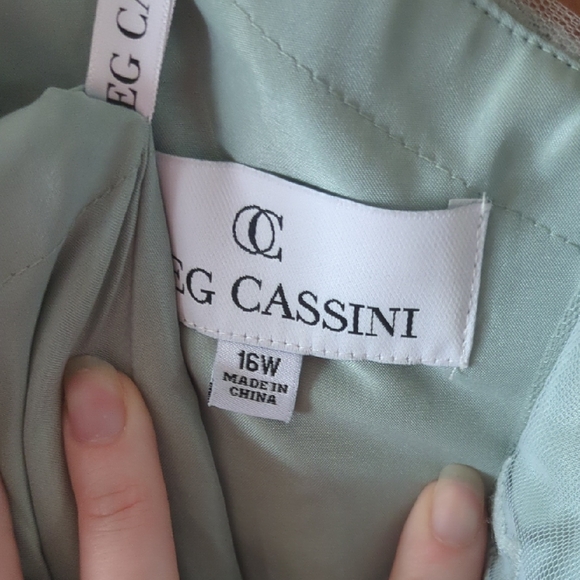 EG CA
OC
EG CASSINI
16W
MADE IN
CHINA